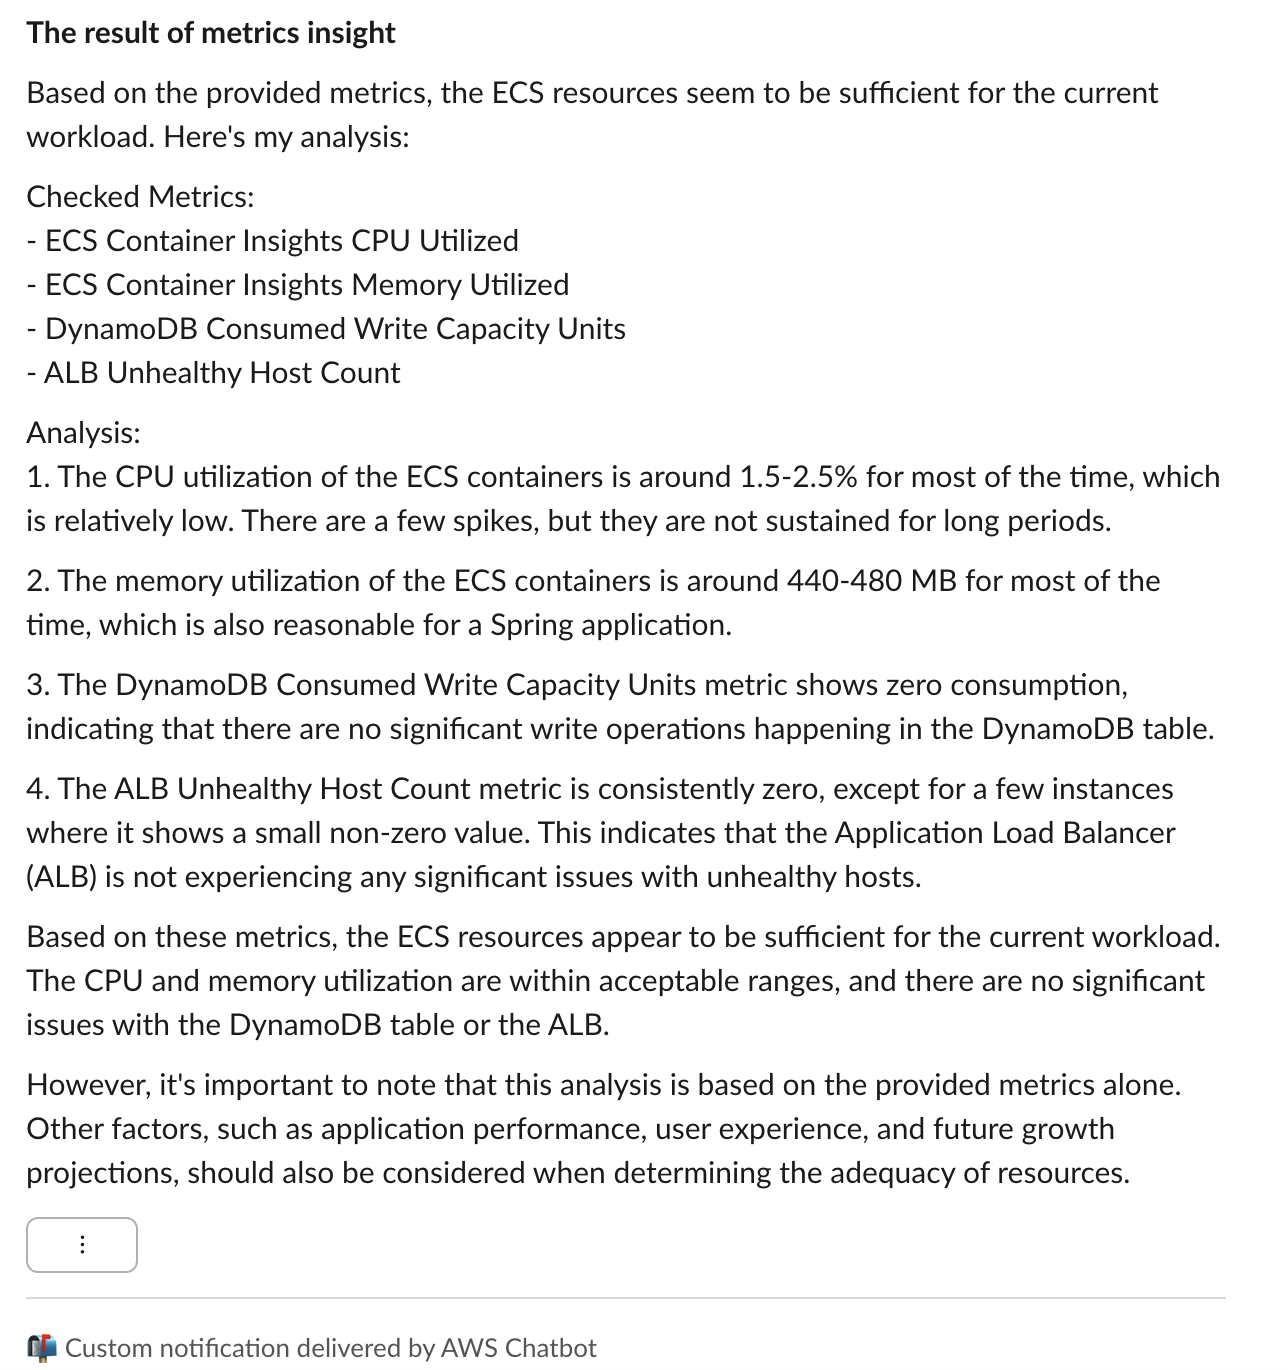 The result of metrics insight
Based on the provided metrics, the ECS resources seem to be sufficient for the current
workload. Here's my analysis:
Checked Metrics:
- ECS Container Insights CPU Utilized
- ECS Container Insights Memory Utilized
- DynamoDB Consumed Write Capacity Units
- ALB Unhealthy Host Count
Analysis:
1. The CPU utilization of the ECS containers is around 1.5-2.5% for most of the time, which
is relatively low. There are a few spikes, but they are not sustained for long periods.
2. The memory utilization of the ECS containers is around 440-480 MB for most of the
time, which is also reasonable for a Spring application.
3. The DynamoDB Consumed Write Capacity Units metric shows zero consumption,
indicating that there are no significant write operations happening in the DynamoDB table.
4. The ALB Unhealthy Host Count metric is consistently zero, except for a few instances
where it shows a small non-zero value. This indicates that the Application Load Balancer
(ALB) is not experiencing any significant issues with unhealthy hosts.
Based on these metrics, the ECS resources appear to be sufficient for the current workload.
The CPU and memory utilization are within acceptable ranges, and there are no significant
issues with the DynamoDB table or the ALB.
However, it's important to note that this analysis is based on the provided metrics alone.
Other factors, such as application performance, user experience, and future growth
projections, should also be considered when determining the adequacy of resources.
Custom notification delivered by AWS Chatbot